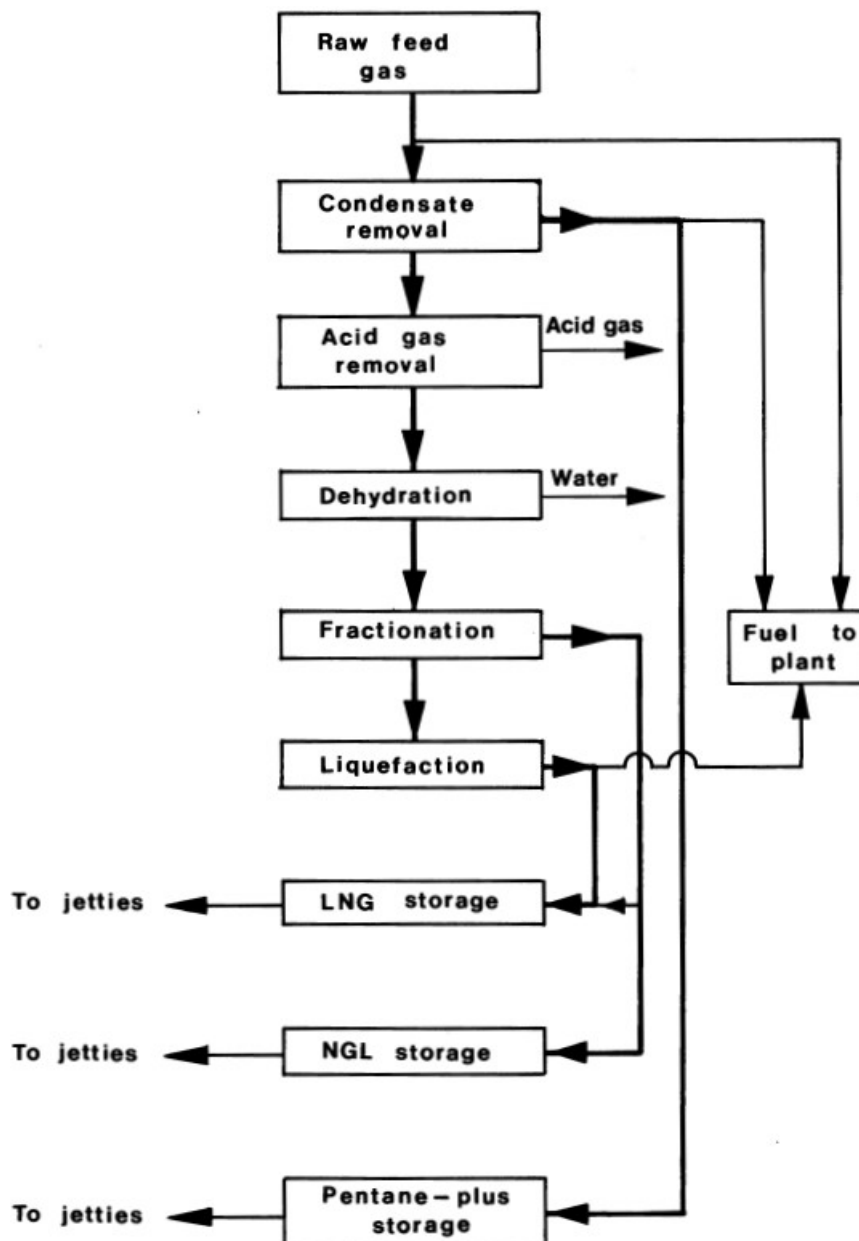 Raw feed
gas
Condensate
removal
Acid gas
removal
Acid gas
Dehydration
Water
Fractionation
Fuel to
plant
Liquefaction
To jetties
LNG storage
To jetties
NGL storage
To jetties
Pentane-plus
storage